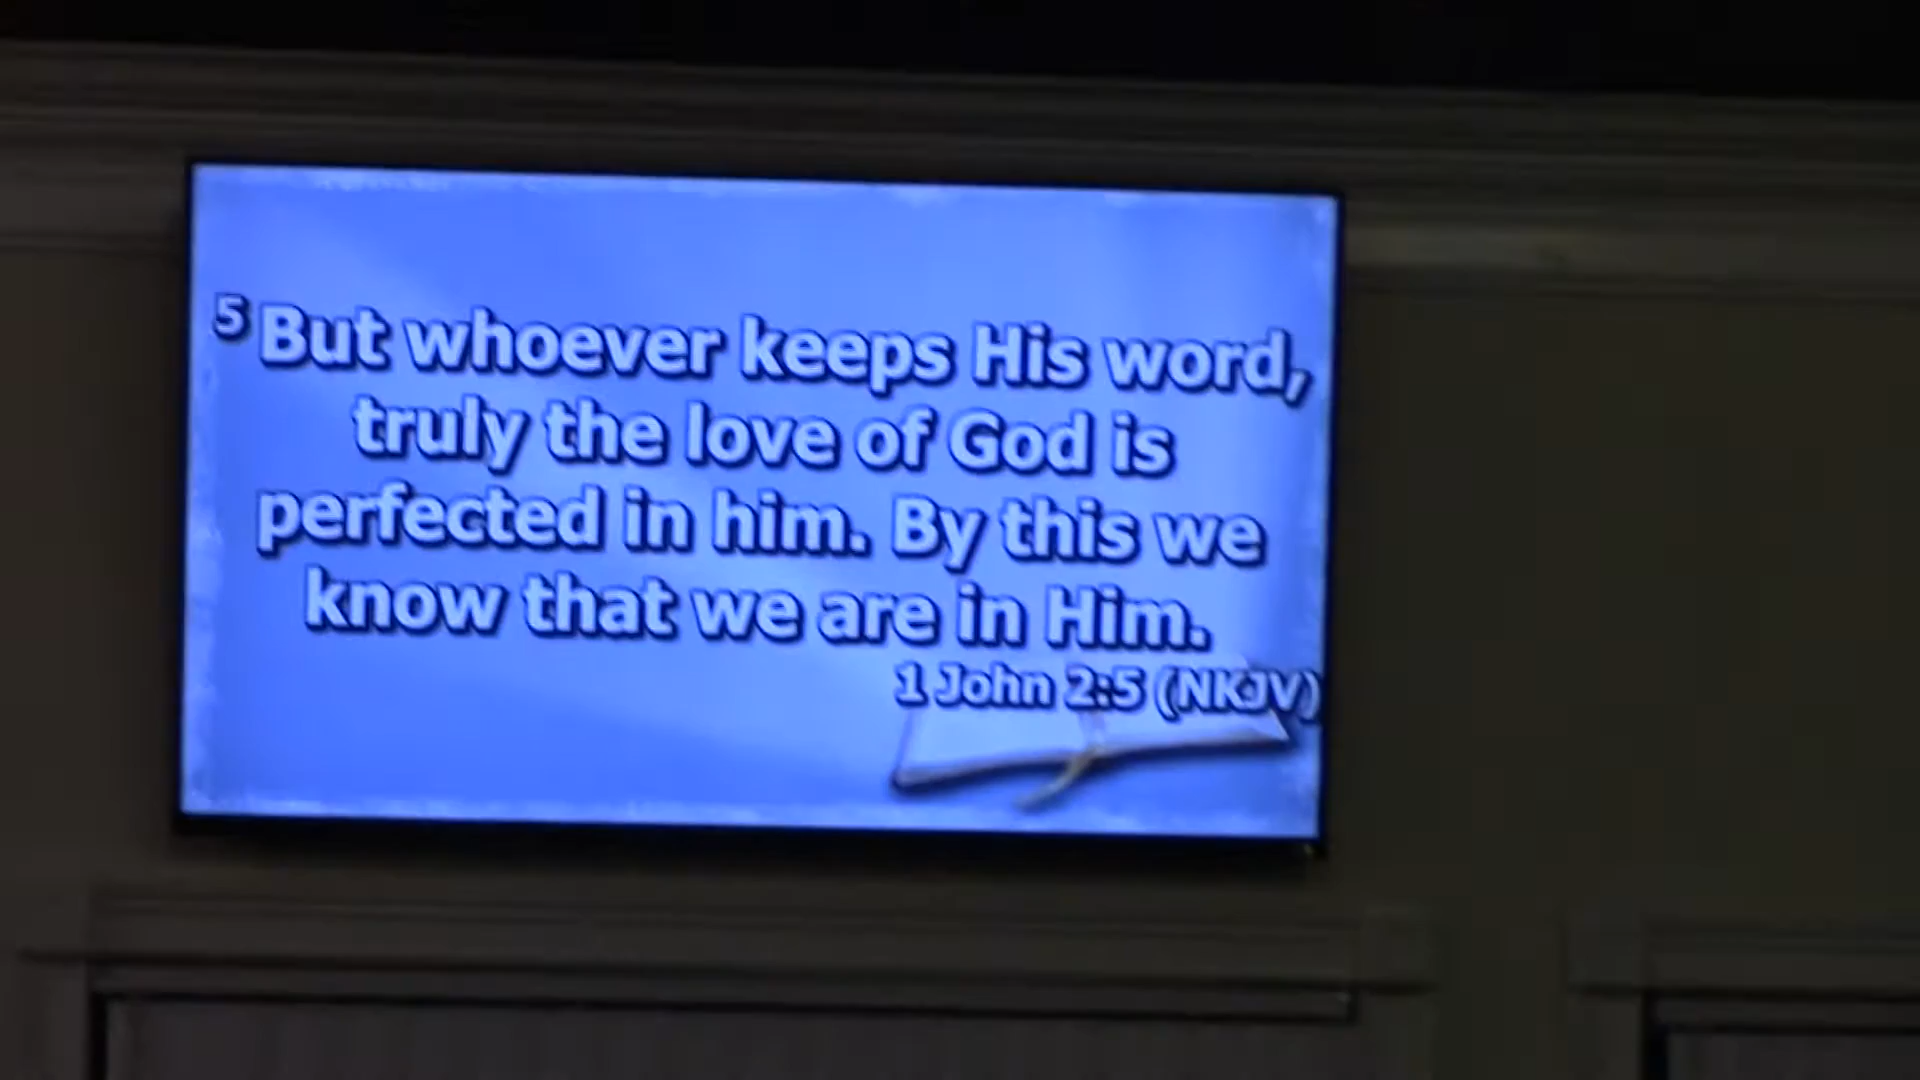 5 But whoever keeps His word,
truly the love of God is
perfected in him. By this we
know that we are in Him.
1 John 2:5 (NKJV)